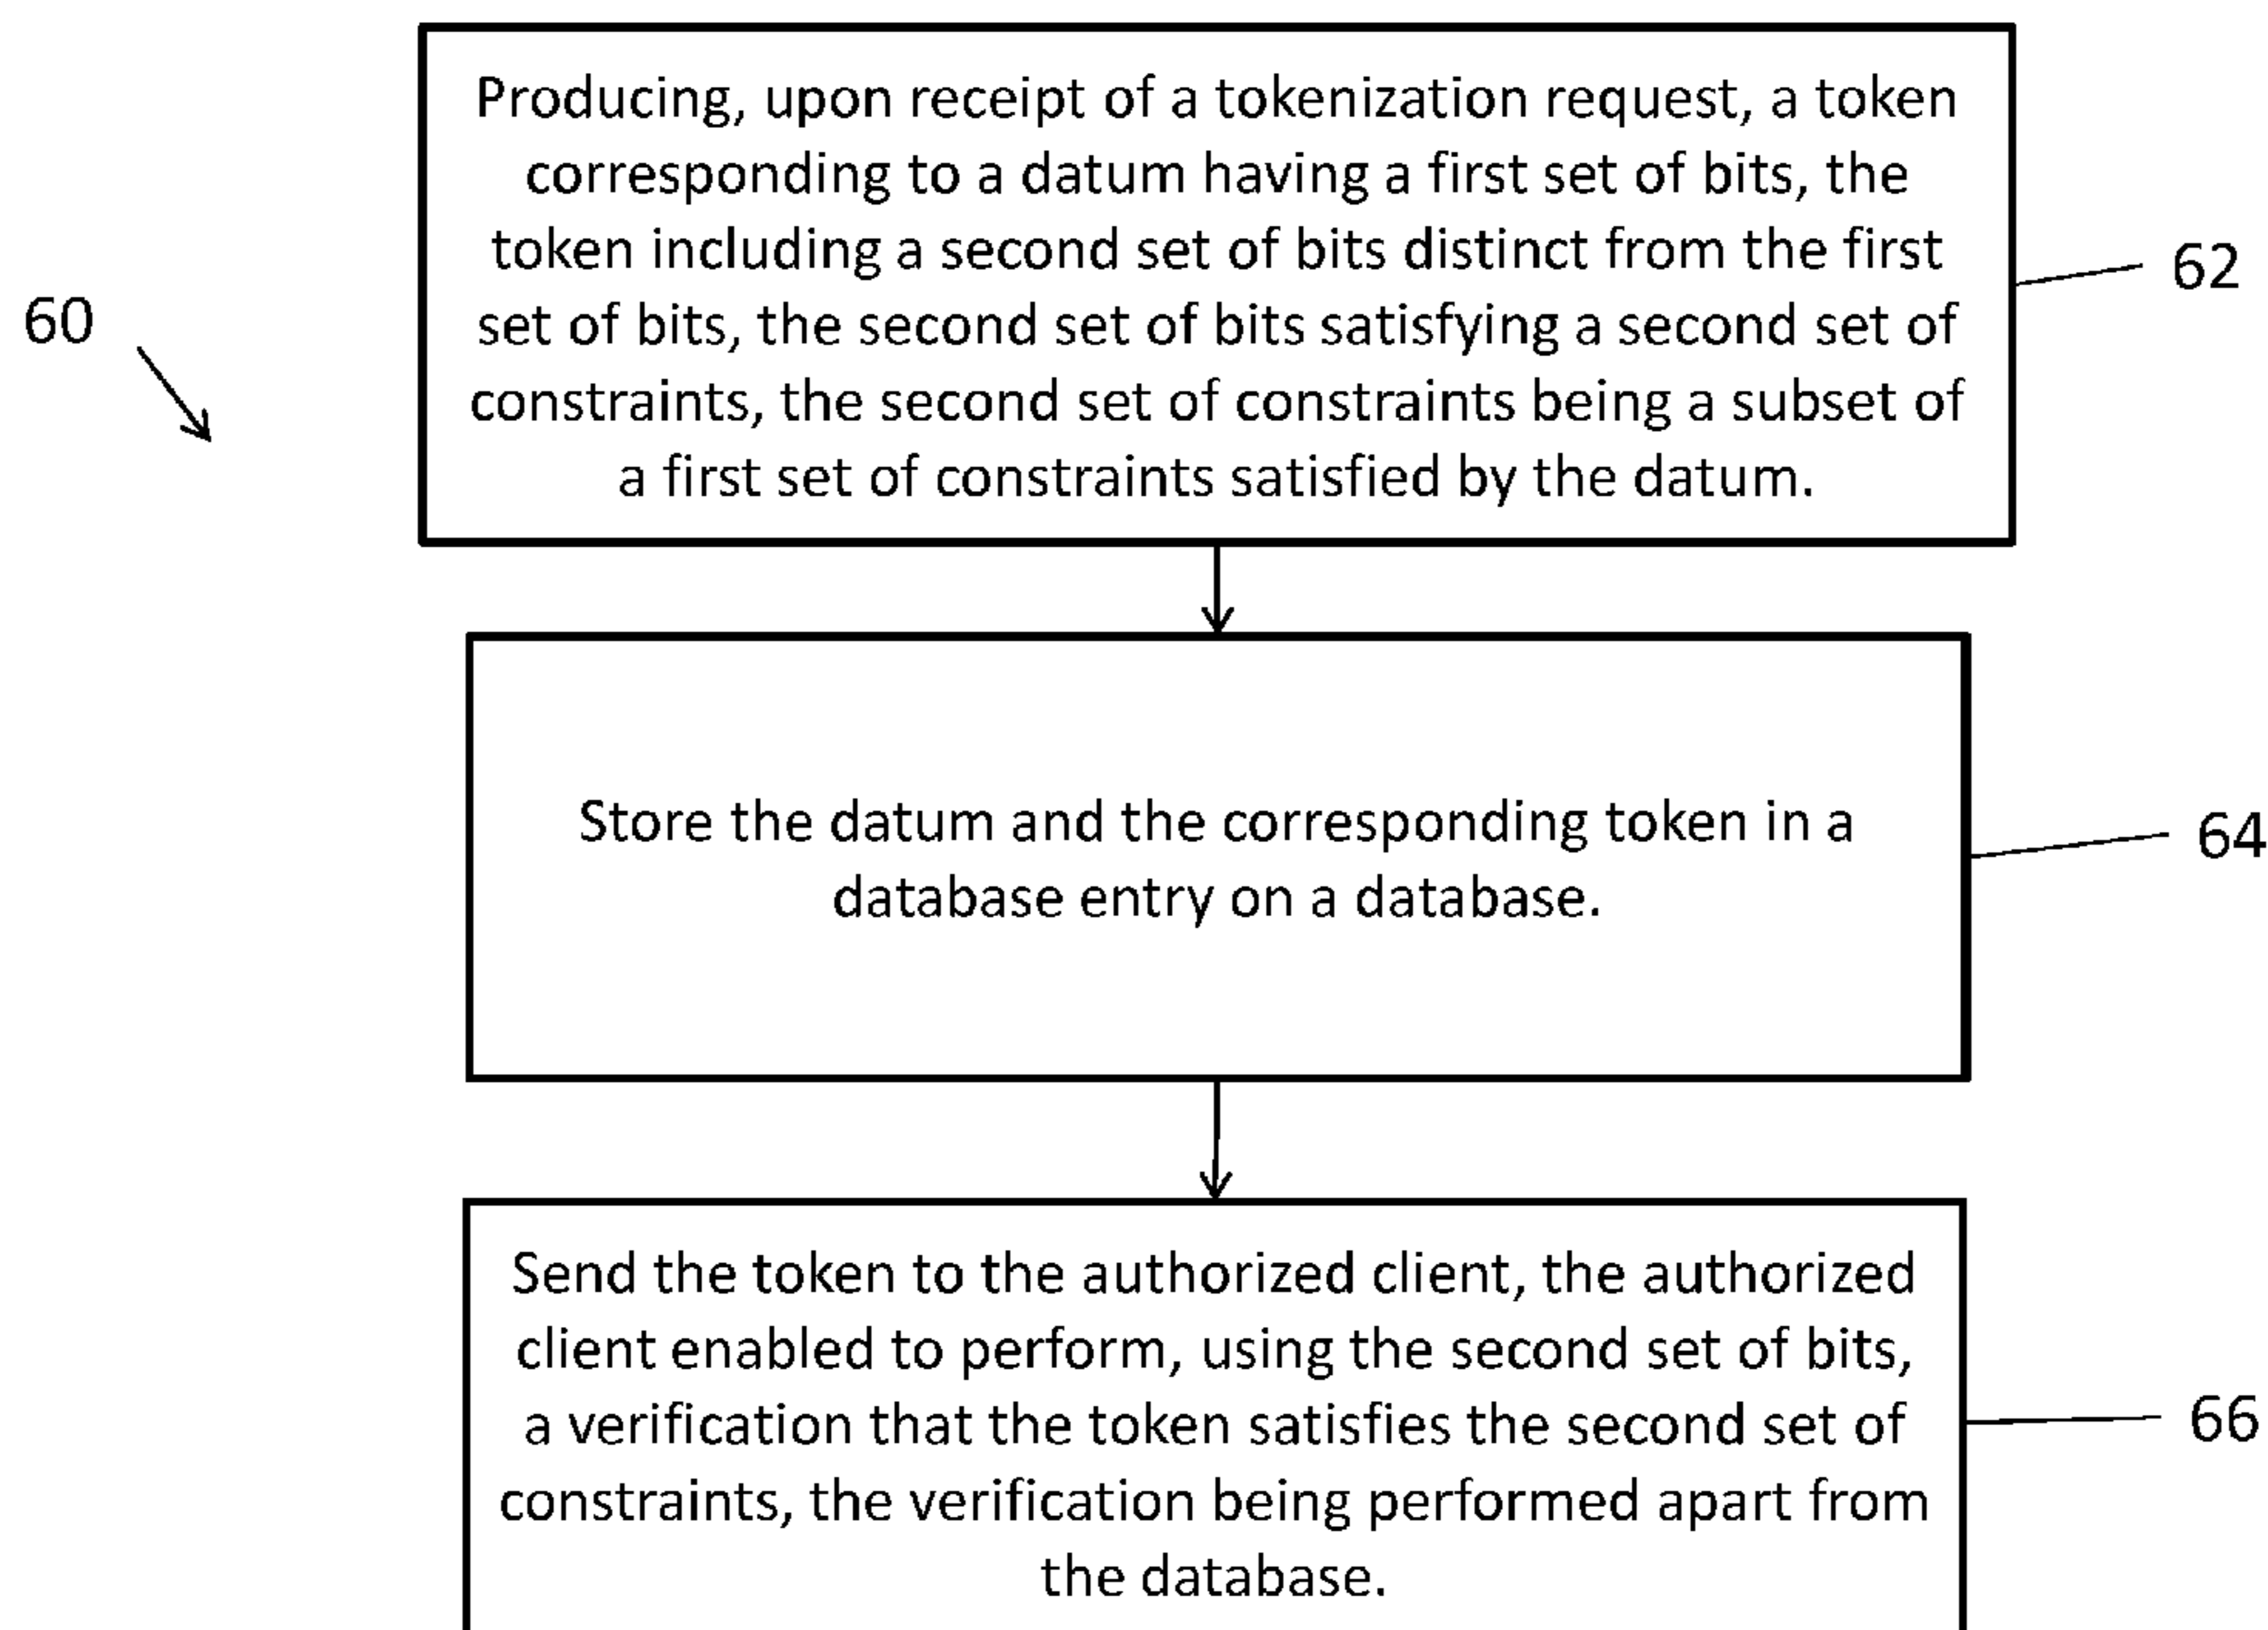 60
Producing, upon receipt of a tokenization request, a token
corresponding to a datum having a first set of bits, the
token including a second set of bits distinct from the first
set of bits, the second set of bits satisfying a second set of
constraints, the second set of constraints being a subset of
a first set of constraints satisfied by the datum.
62
Store the datum and the corresponding token in a
database entry on a database.
64
Send the token to the authorized client, the authorized
client enabled to perform, using the second set of bits,
a verification that the token satisfies the second set of
constraints, the verification being performed apart from
the database.
66